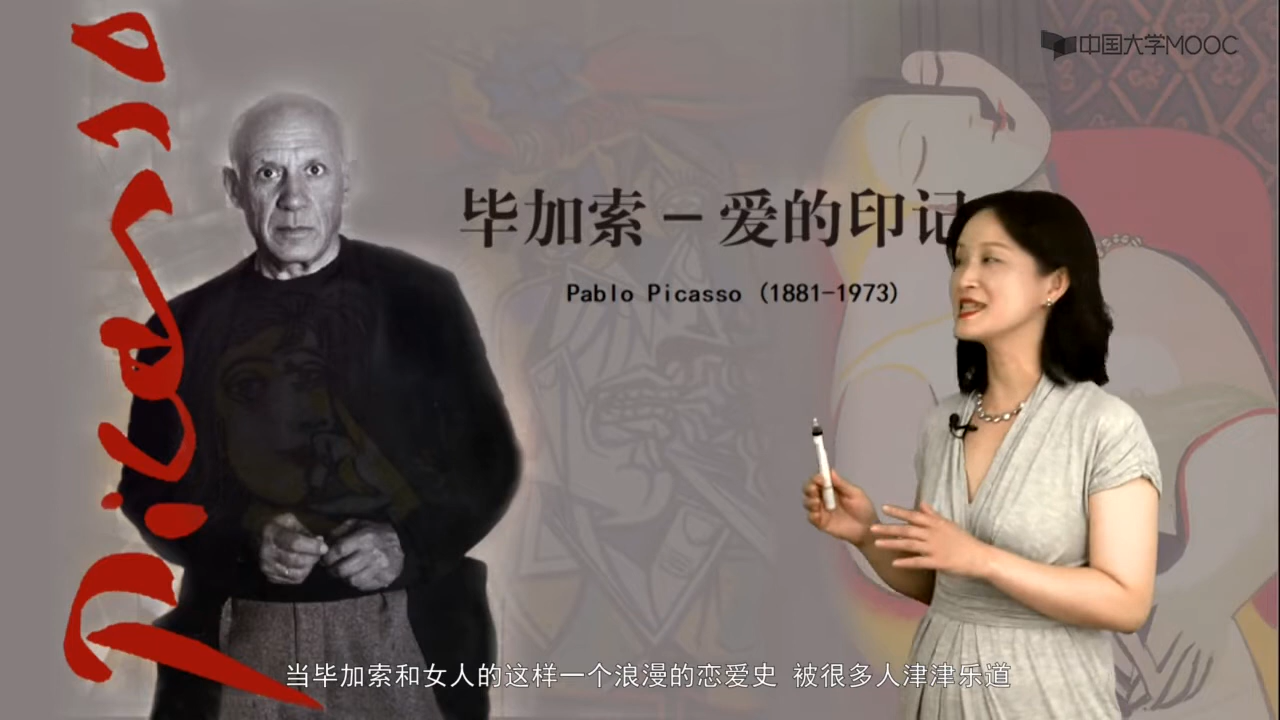 中国大学MOOC
Picasso
毕加索－爱的印记
Pablo Picasso (1881-1973)
当毕加索和女人的这样一个浪漫的恋爱史 被很多人津津乐道